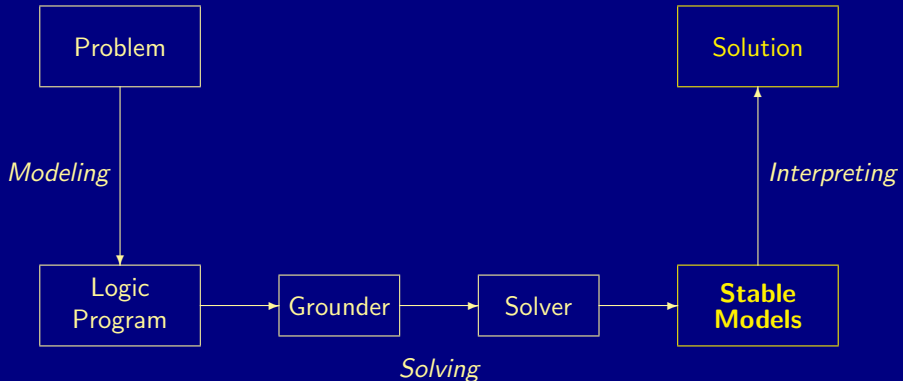 Problem
Solution
Modeling
Interpreting
Logic
Program
Grounder
Solver
Stable
Models
Solving